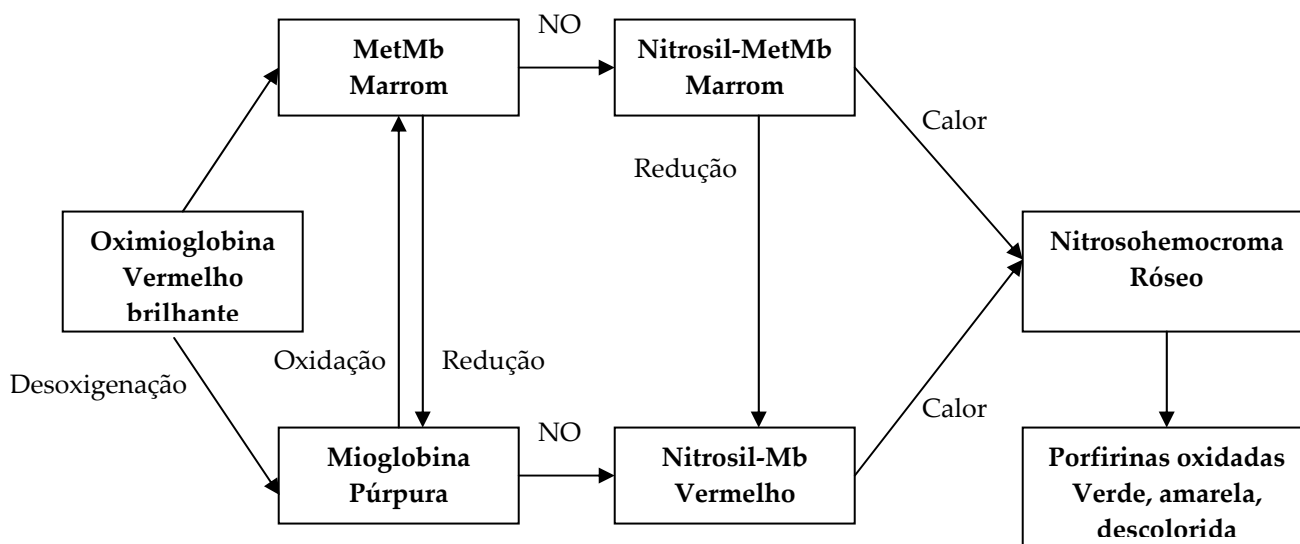 NO
MetMb
Marrom
Nitrosil-MetMb
Marrom
Calor
Redução
Oximioglobina
Vermelho
brilhante
Nitrosohemocroma
Róseo
Desoxigenação
Oxidação
Redução
Calor
NO
Mioglobina
Púrpura
Nitrosil-Mb
Vermelho
Porfirinas oxidadas
Verde, amarela,
descolorida